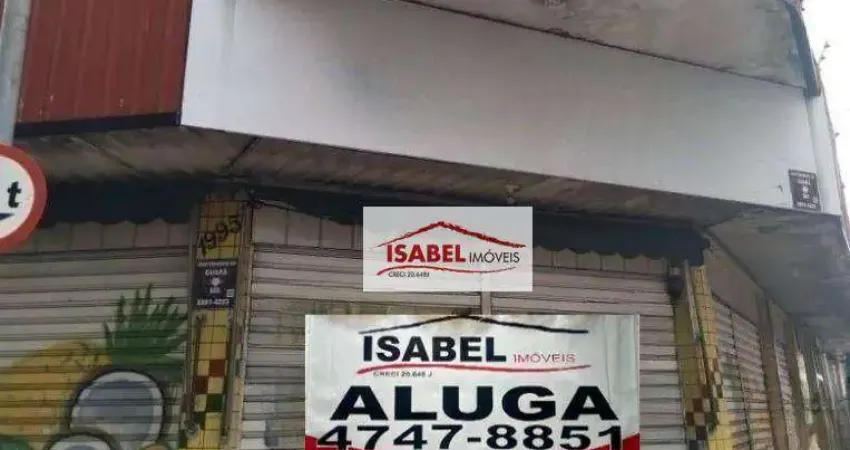 t
1995
ISABEL IMÓVEIS
CRECI 20.648J
ISABEL IMÓVEIS
CRECI 20.648 J
ALUGA
4747-8851